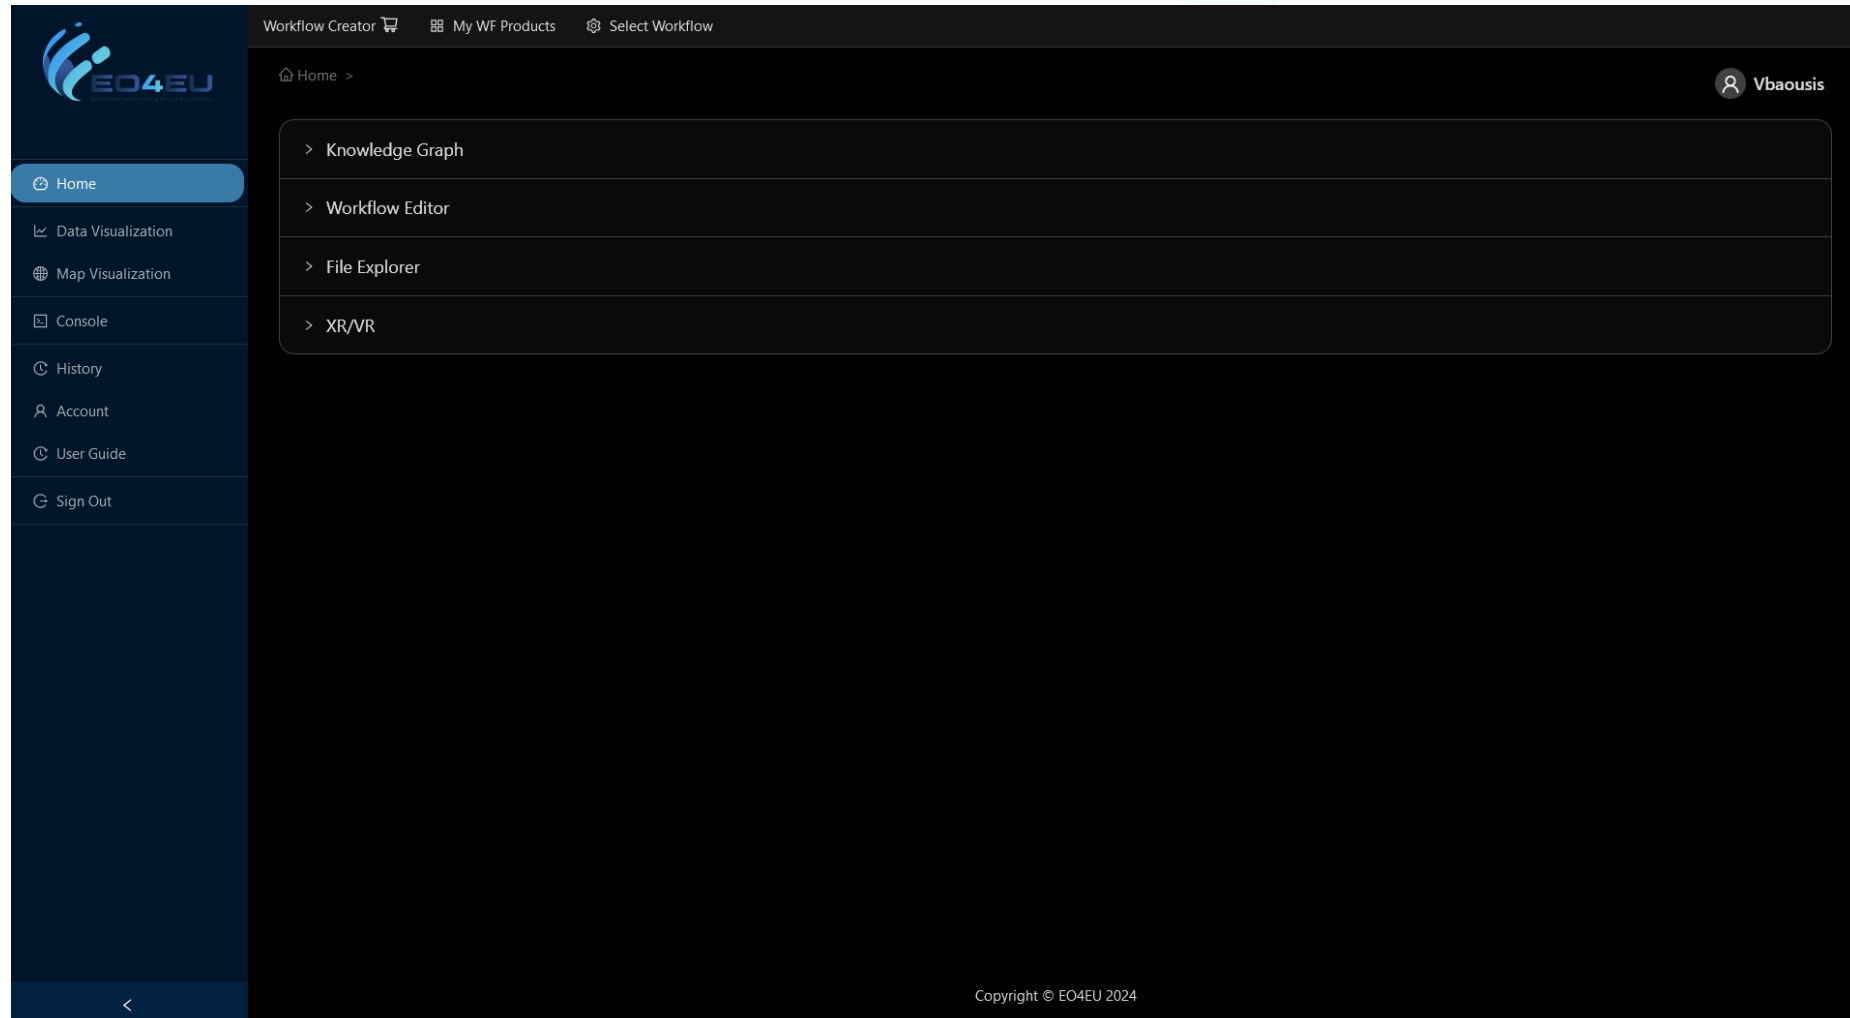 EO4EU
Workflow Creator
My WF Products
Select Workflow
Home >
Vbaousis
Home
Data Visualization
Map Visualization
Console
History
Account
User Guide
Sign Out
<
> Knowledge Graph
> Workflow Editor
> File Explorer
> XR/VR
Copyright © EO4EU 2024